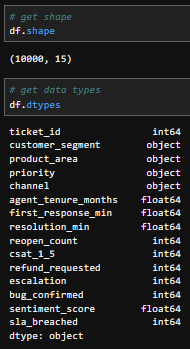 # get shape
df.shape
(10000, 15)
# get data types
df.dtypes
ticket_id int64
customer_segment object
product_area object
priority object
channel object
agent_tenure_months float64
first_response_min float64
resolution_min float64
reopen_count int64
csat_1_5 int64
refund_requested int64
escalation int64
bug_confirmed int64
sentiment_score float64
sla_breached int64
dtype: object